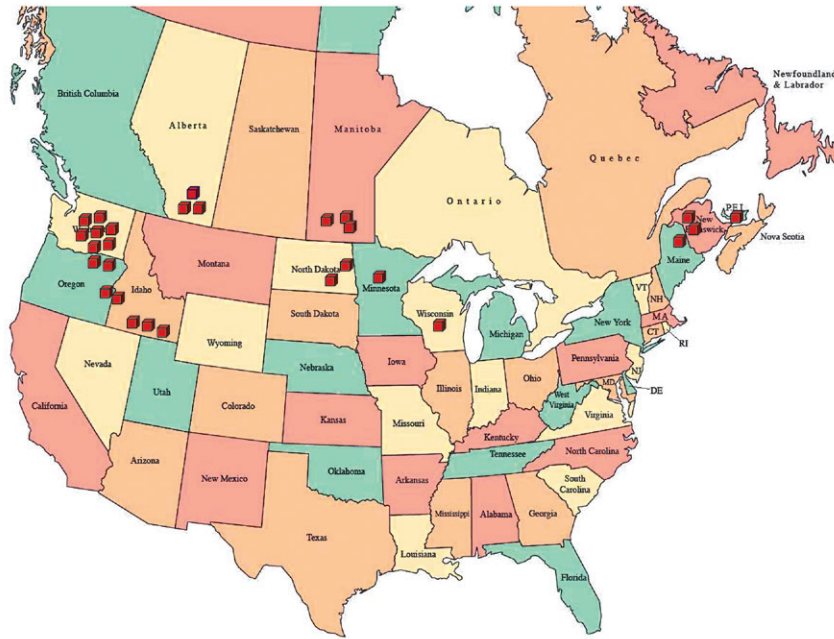 Newfoundland
& Labrador
British Columbia
Alberta
Saskatchewan
Manitoba
Quebec
Ontario
P.E.I.
New
Nova Scotia
Maine
Montana
North Dakota
Minnesota
Oregon
Idaho
VT
NH
Wisconsin
South Dakota
Michigan
New York
MA
Wyoming
CT
RI
Iowa
Pennsylvania
Nebraska
Nevada
NJ
Ohio
Illinois
Indiana
MD
DE
Utah
Colorado
West
Virginia
California
Kansas
Missouri
Virginia
Kentucky
North Carolina
Tennessee
Arizona
Oklahoma
New Mexico
Arkansas
South
Carolina
Mississippi
Alabama
Georgia
Texas
Louisiana
Florida